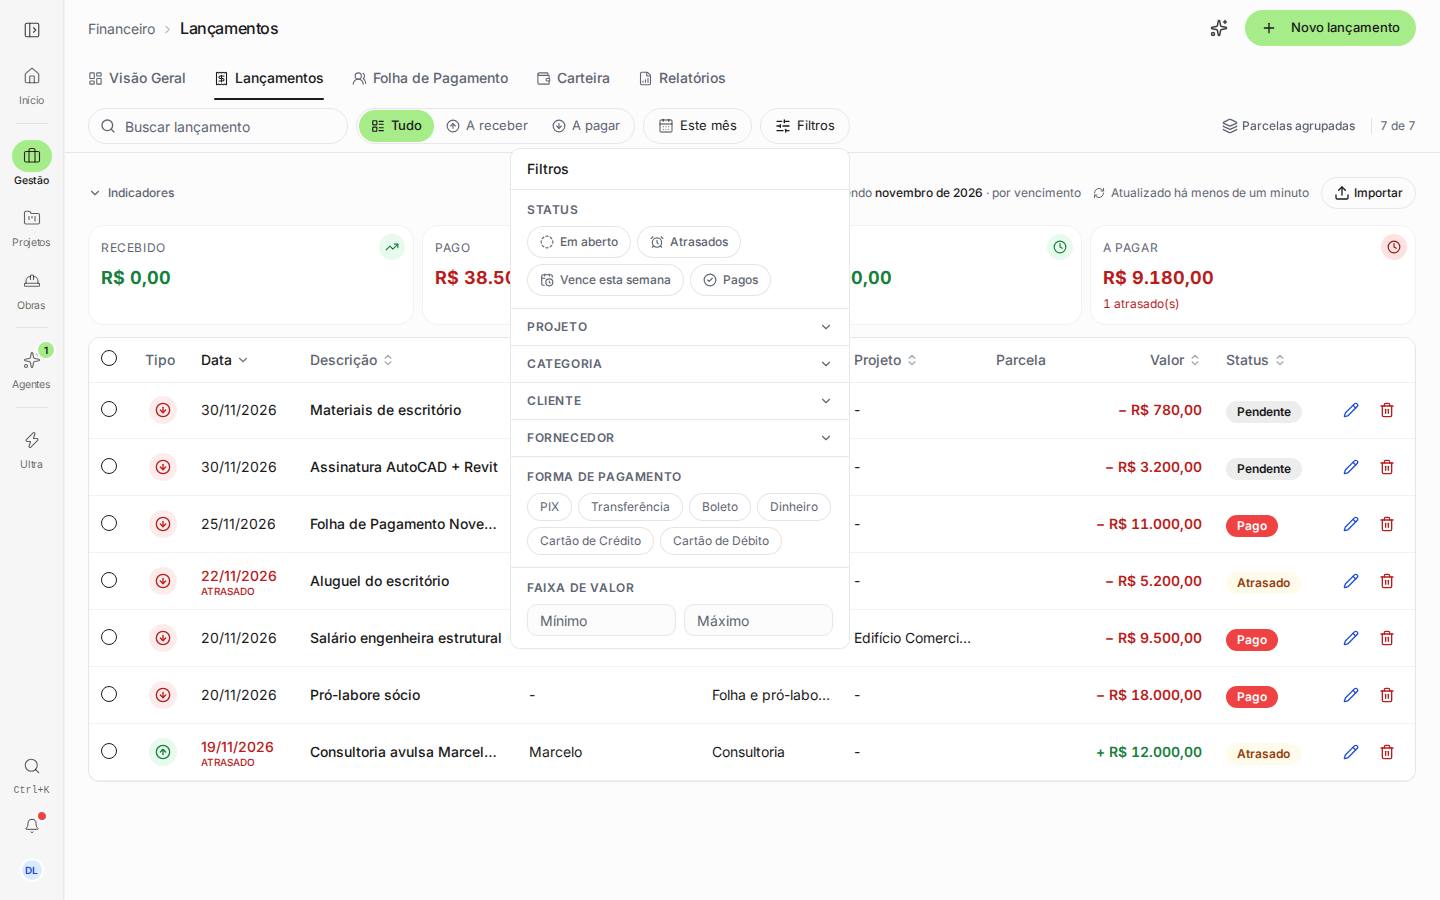 Financeiro > Lançamentos
Novo lançamento
Início
Gestão
Projetos
Obras
1
Agentes
Ultra
Ctrl+K
DL
Visão Geral Lançamentos Folha de Pagamento Carteira Relatórios
Buscar lançamento Tudo A receber A pagar Este mês Filtros Parcelas agrupadas 7 de 7
Indicadores novembro de 2026 · por vencimento Atualizado há menos de um minuto Importar
RECEBIDO
R$ 0,00
PAGO
R$ 38.50
0,00
A PAGAR
R$ 9.180,00
1 atrasado(s)
Filtros
STATUS
Em aberto Atrasados
Vence esta semana Pagos
PROJETO
CATEGORIA
CLIENTE
FORNECEDOR
FORMA DE PAGAMENTO
PIX Transferência Boleto Dinheiro
Cartão de Crédito Cartão de Débito
FAIXA DE VALOR
Mínimo Máximo
Tipo Data Descrição Projeto Parcela Valor Status
30/11/2026 Materiais de escritório - – R$ 780,00 Pendente
30/11/2026 Assinatura AutoCAD + Revit - – R$ 3.200,00 Pendente
25/11/2026 Folha de Pagamento Nove... - – R$ 11.000,00 Pago
22/11/2026 Aluguel do escritório - – R$ 5.200,00 Atrasado
ATRASADO
20/11/2026 Salário engenheira estrutural Edifício Comerci... – R$ 9.500,00 Pago
20/11/2026 Pró-labore sócio - Folha e pró-labo... - – R$ 18.000,00 Pago
19/11/2026 Consultoria avulsa Marcel... Marcelo Consultoria - + R$ 12.000,00 Atrasado
ATRASADO